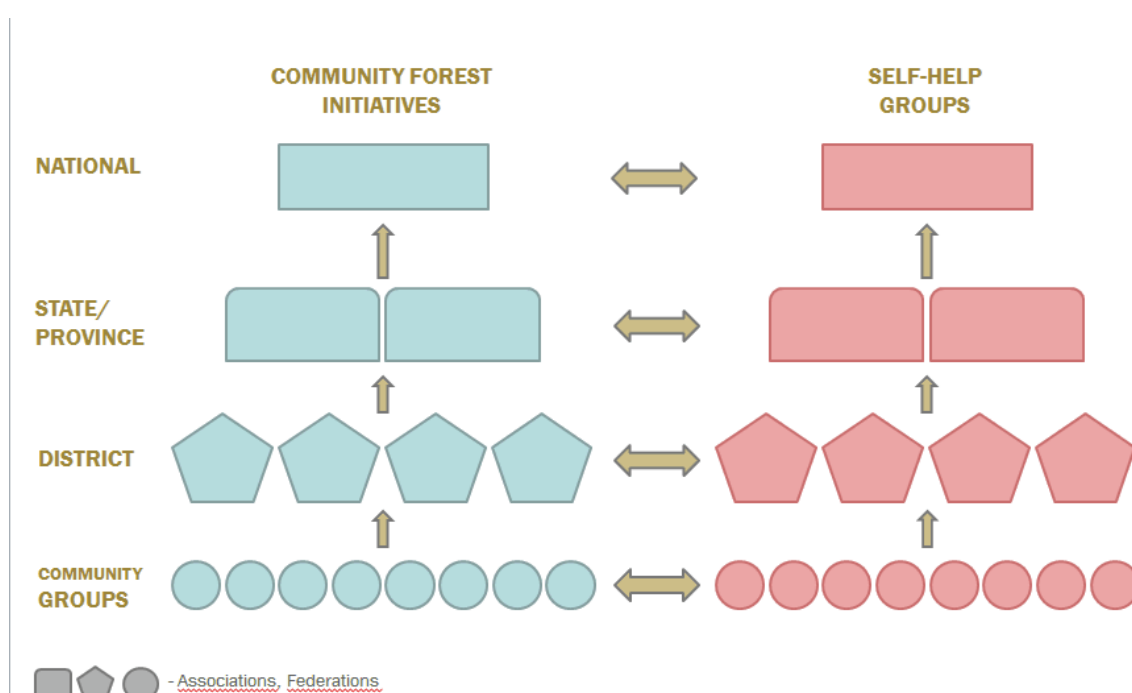 COMMUNITY FOREST
INITIATIVES
SELF-HELP
GROUPS
NATIONAL
STATE/
PROVINCE
DISTRICT
COMMUNITY
GROUPS
- Associations, Federations